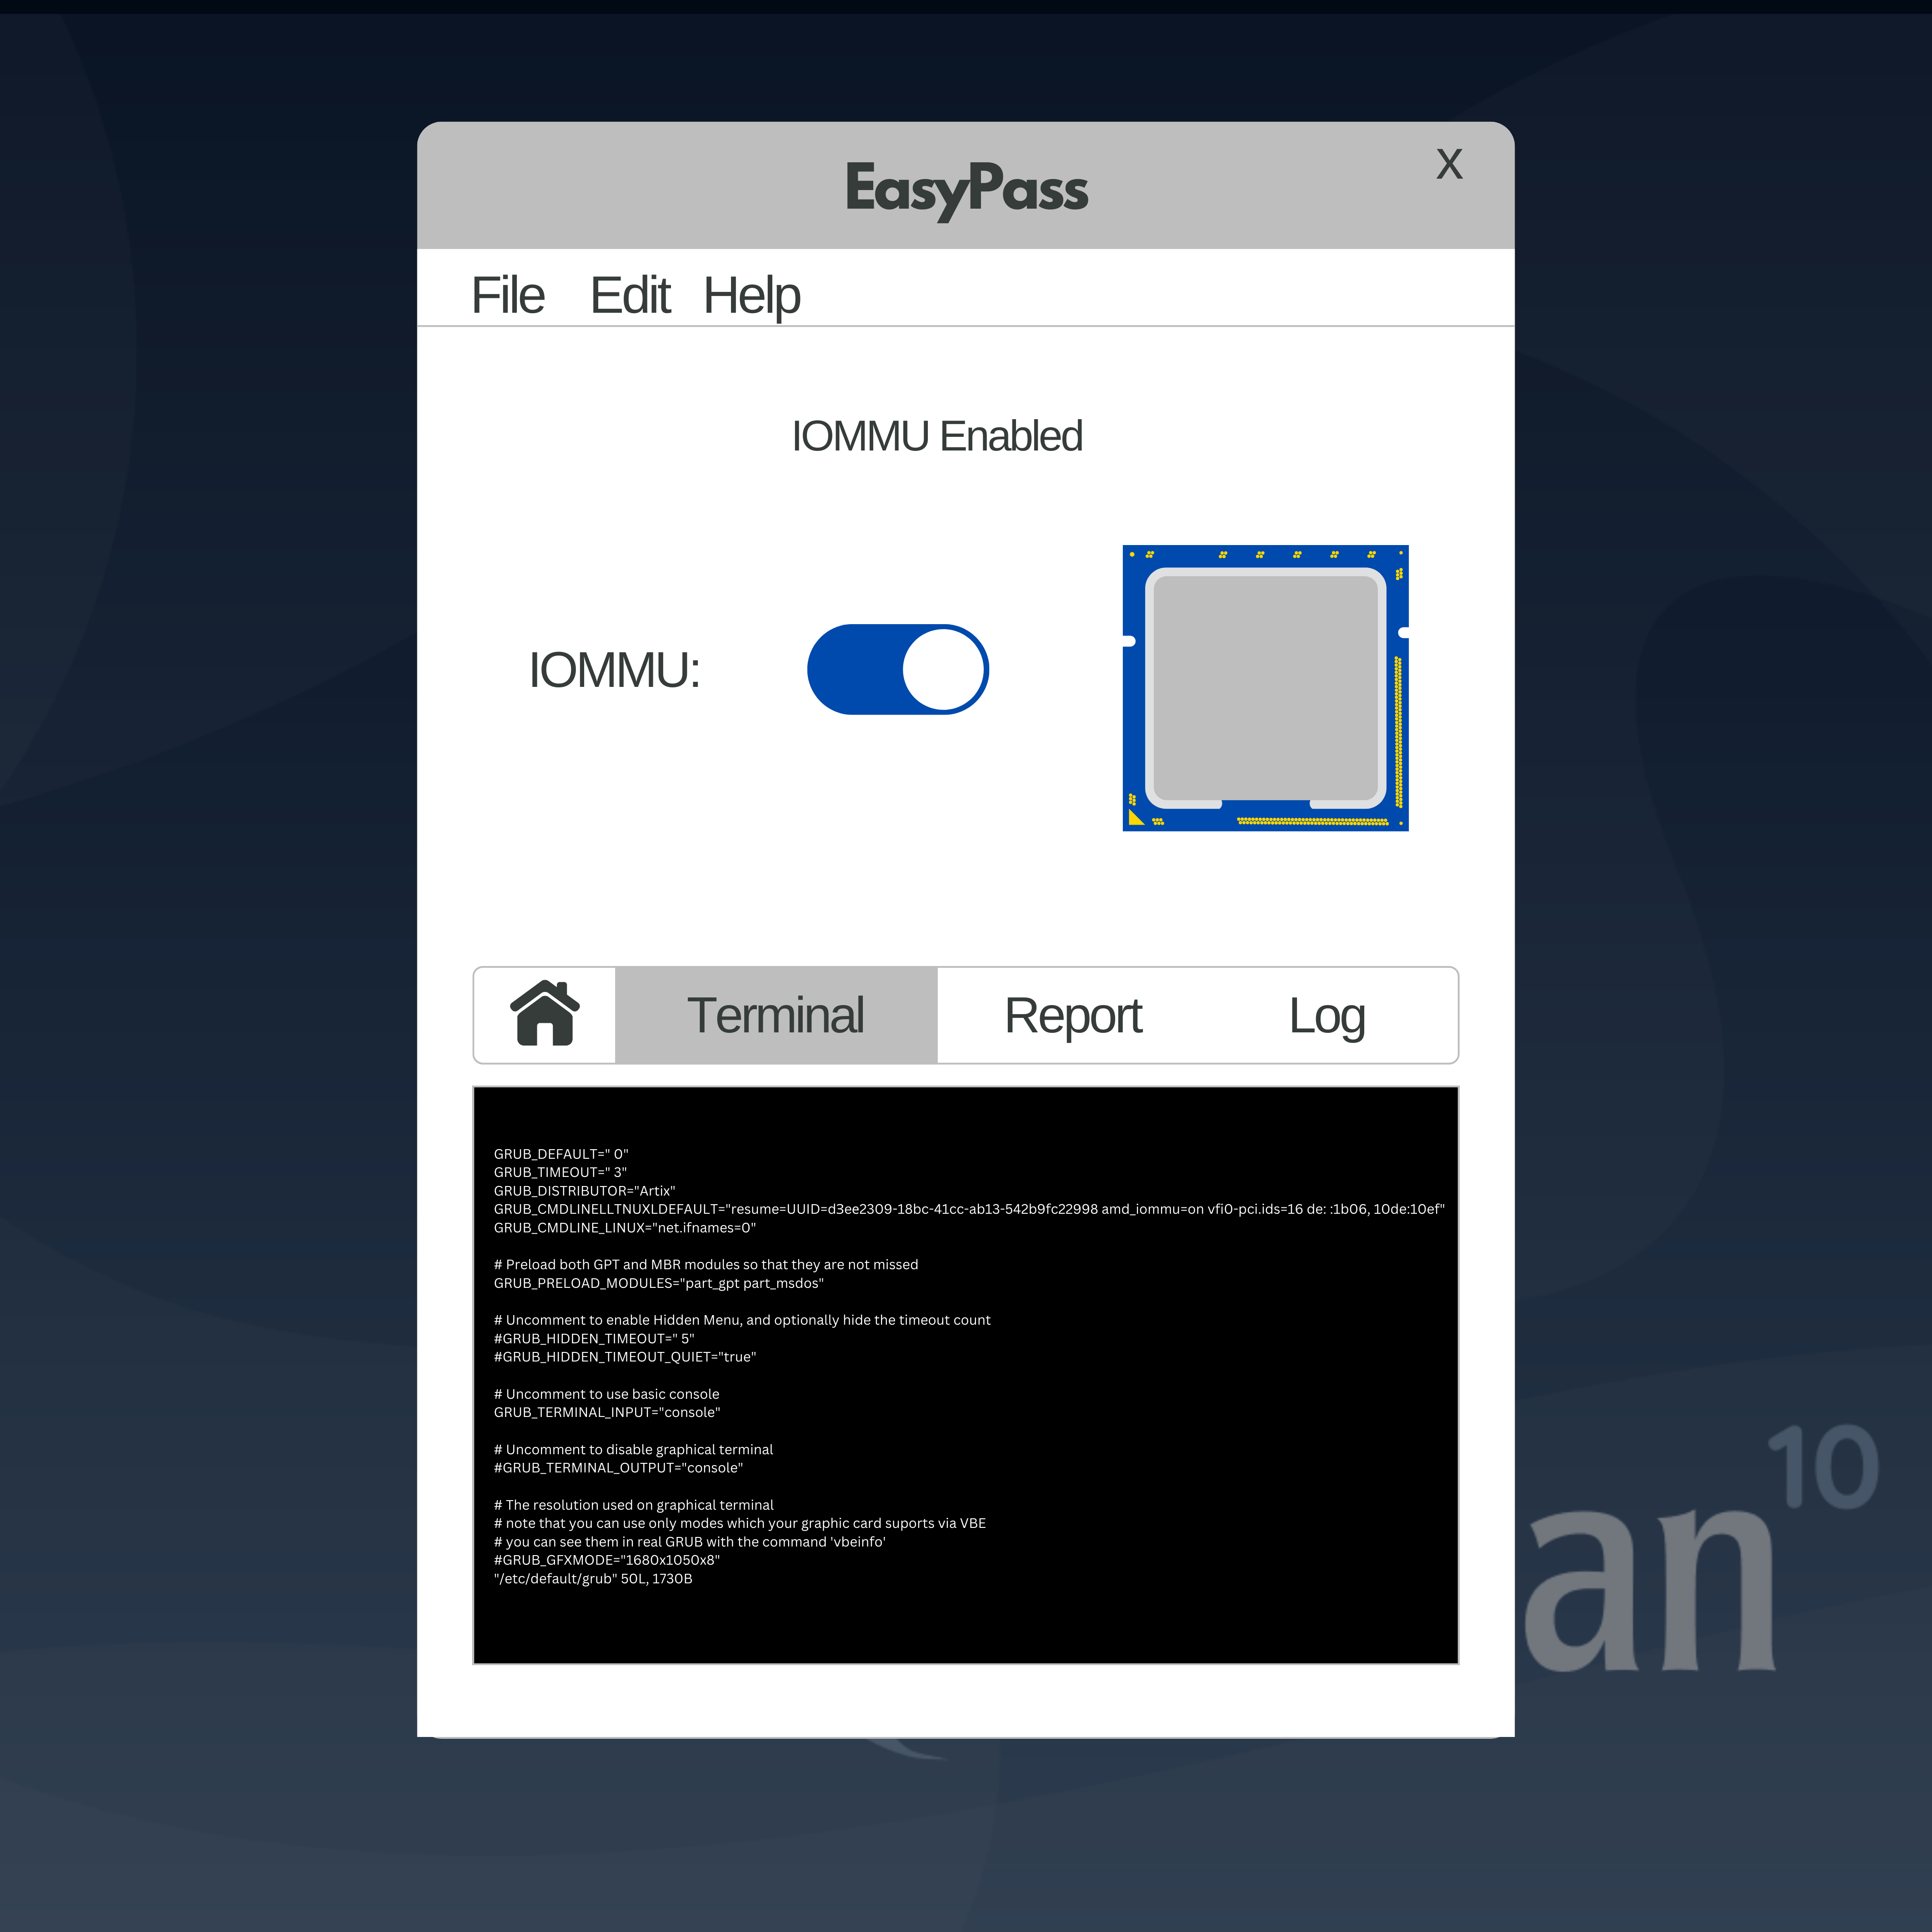 EasyPass
X
File Edit Help
IOMMU Enabled
IOMMU:
Terminal Report Log
GRUB_DEFAULT=" 0"
GRUB_TIMEOUT=" 3"
GRUB_DISTRIBUTOR="Artix"
GRUB_CMDLINELLTNUXLDEFAULT="resume=UUID=d3ee2309-18bc-41cc-ab13-542b9fc22998 amd_iommu=on vfi0-pci.ids=16 de: :1b06, 10de:10ef"
GRUB_CMDLINE_LINUX="net.ifnames=0"
# Preload both GPT and MBR modules so that they are not missed
GRUB_PRELOAD_MODULES="part_gpt part_msdos"
# Uncomment to enable Hidden Menu, and optionally hide the timeout count
#GRUB_HIDDEN_TIMEOUT=" 5"
#GRUB_HIDDEN_TIMEOUT_QUIET="true"
# Uncomment to use basic console
GRUB_TERMINAL_INPUT="console"
# Uncomment to disable graphical terminal
#GRUB_TERMINAL_OUTPUT="console"
# The resolution used on graphical terminal
# note that you can use only modes which your graphic card suports via VBE
# you can see them in real GRUB with the command 'vbeinfo'
#GRUB_GFXMODE="1680x1050x8"
"/etc/default/grub" 50L, 1730B
10
an